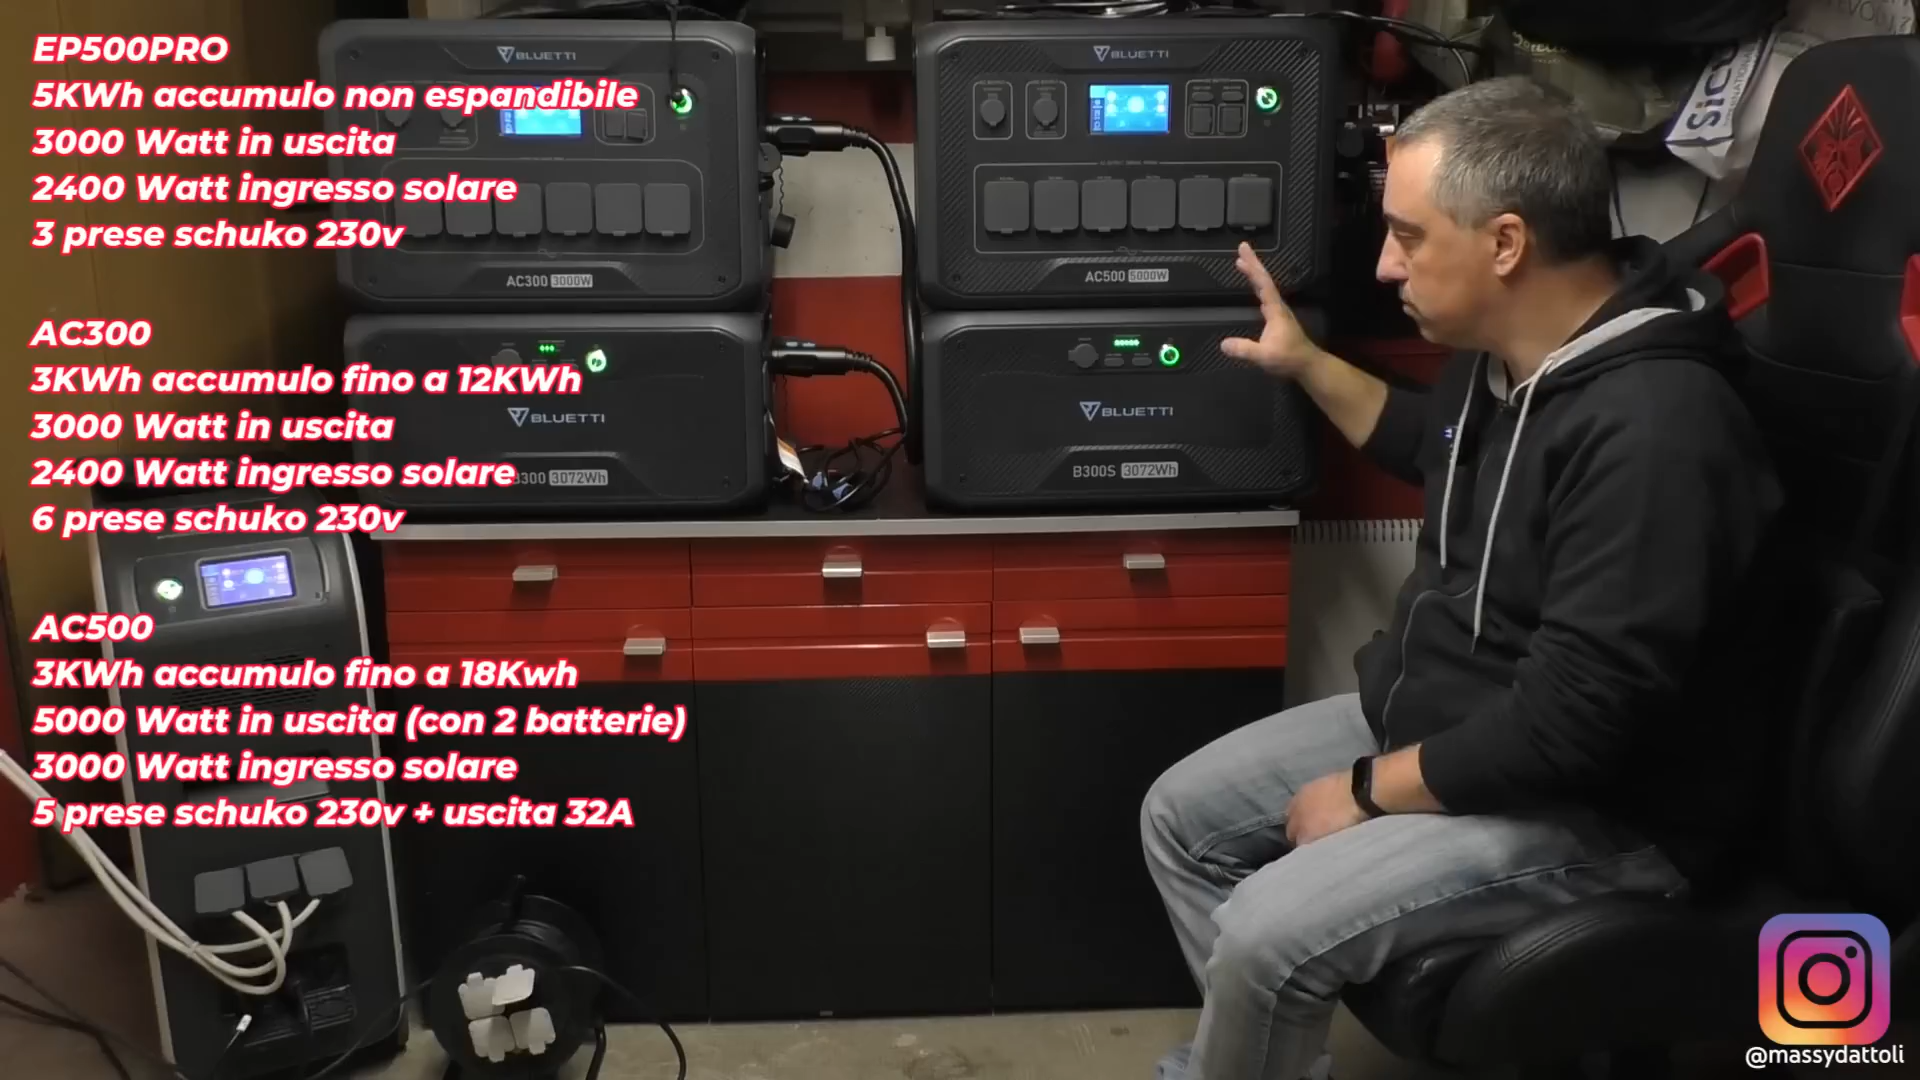 EP500PRO
5KWh accumulo non espandibile
3000 Watt in uscita
2400 Watt ingresso solare
3 prese schuko 230v
AC300
3KWh accumulo fino a 12KWh
3000 Watt in uscita
2400 Watt ingresso solare
6 prese schuko 230v
AC500
3KWh accumulo fino a 18Kwh
5000 Watt in uscita (con 2 batterie)
3000 Watt ingresso solare
5 prese schuko 230v + uscita 32A
BLUETTI
AC300 3000W
BLUETTI
B300 3072Wh
BLUETTI
AC500 5000W
BLUETTI
B300S 3072Wh
@massydattoli